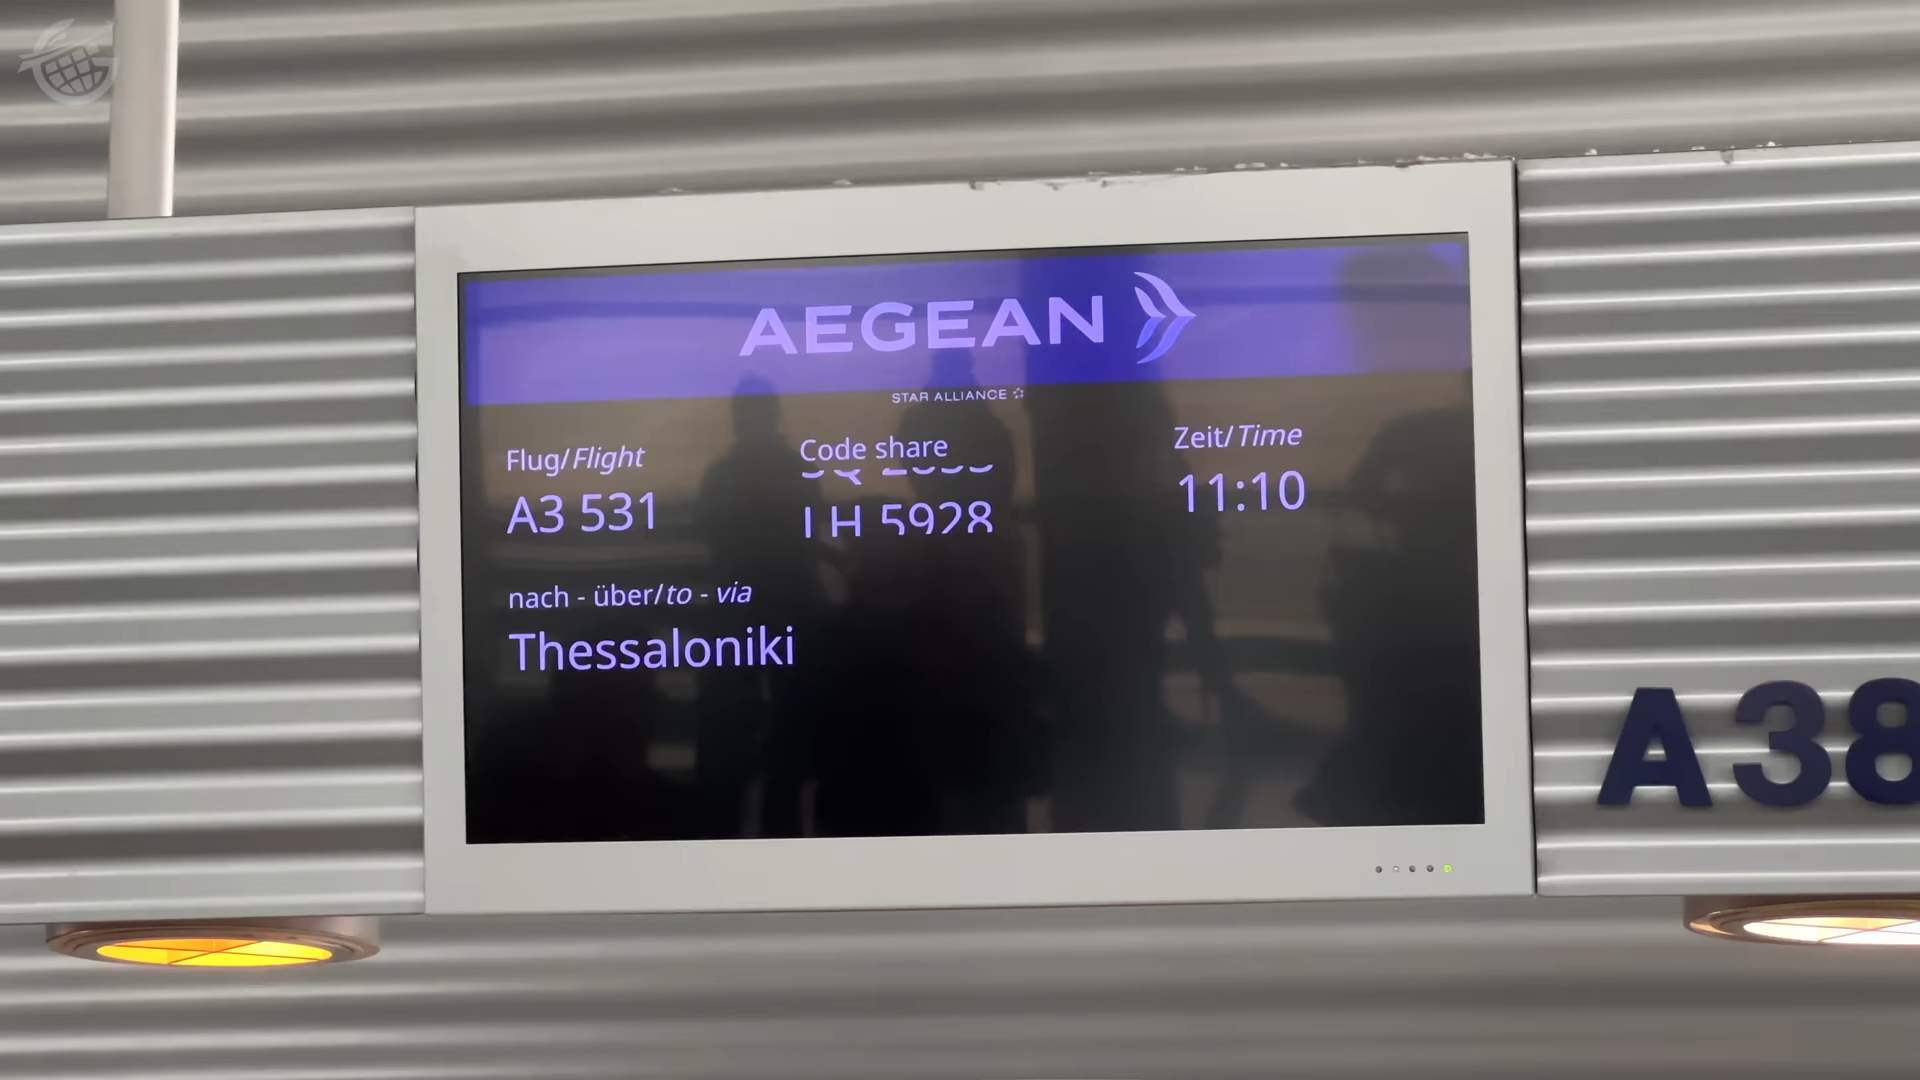 AEGEAN
STAR ALLIANCE
Flug/Flight
A3 531
Code share
LH 5928
Zeit/Time
11:10
nach - über/to - via
Thessaloniki
A38